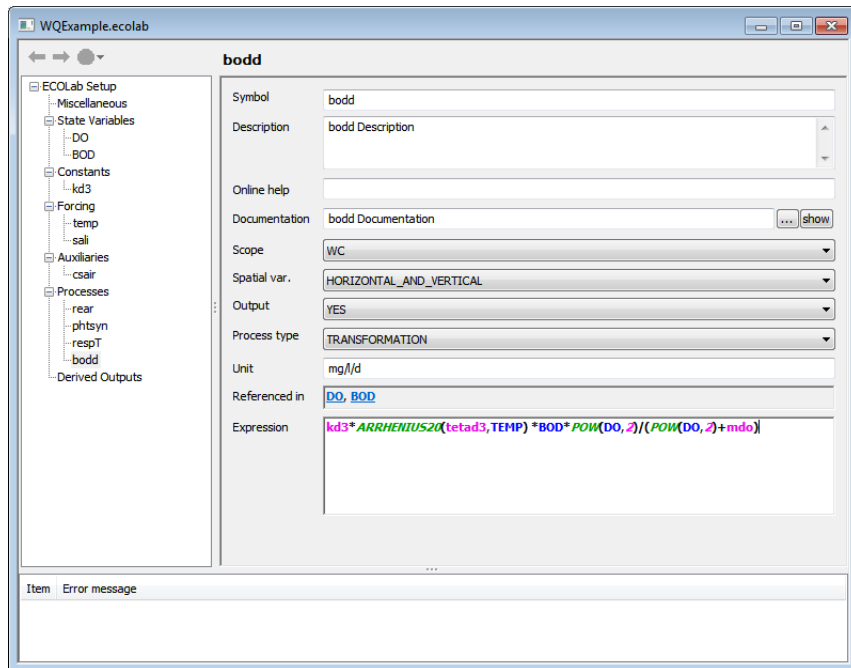 WQExample.ecolab
bodd
ECOLab Setup
Miscellaneous
State Variables
DO
BOD
Constants
kd3
Forcing
temp
sali
Auxiliaries
csair
Processes
rear
phtsyn
respT
bodd
Derived Outputs
Symbol
bodd
Description
bodd Description
Online help
Documentation
bodd Documentation
... show
Scope
WC
Spatial var.
HORIZONTAL_AND_VERTICAL
Output
YES
Process type
TRANSFORMATION
Unit
mg/l/d
Referenced in
DO, BOD
Expression
kd3*ARRHENIUS20(tetad3,TEMP) *BOD*POW(DO,2)/(POW(DO,2)+mdo)
Item Error message